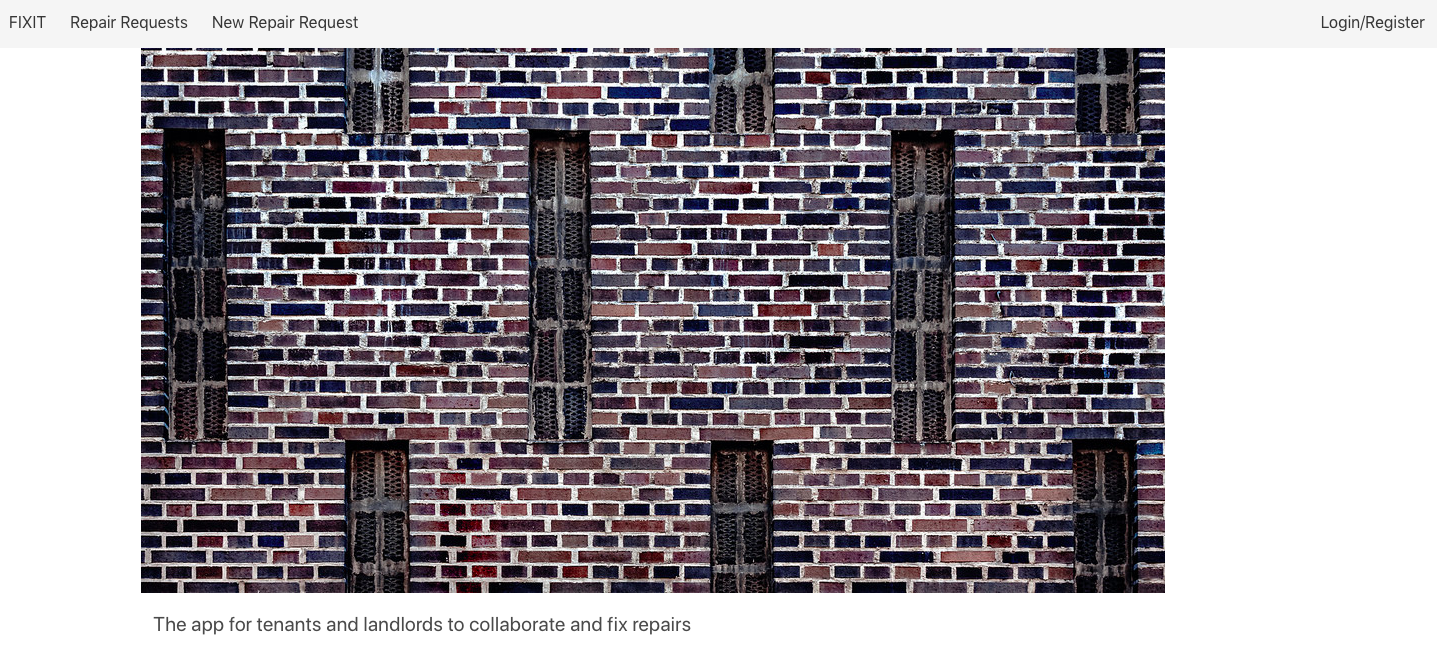 FIXIT Repair Requests New Repair Request Login/Register
The app for tenants and landlords to collaborate and fix repairs